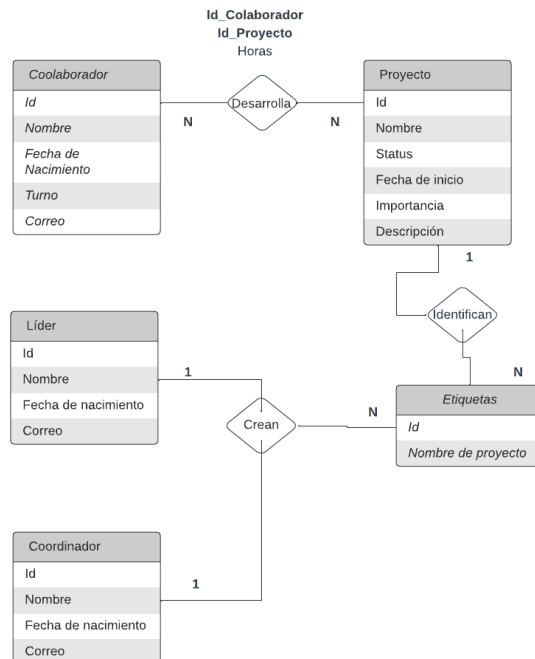 Id_Colaborador
Id_Proyecto
Horas
Coolaborador
Id
Nombre
Fecha de
Nacimiento
Turno
Correo
N
Desarrolla
N
Proyecto
Id
Nombre
Status
Fecha de inicio
Importancia
Descripción
1
Identifican
N
Etiquetas
Id
Nombre de proyecto
Líder
Id
Nombre
Fecha de nacimiento
Correo
1
Crean
N
Coordinador
Id
Nombre
Fecha de nacimiento
Correo
1